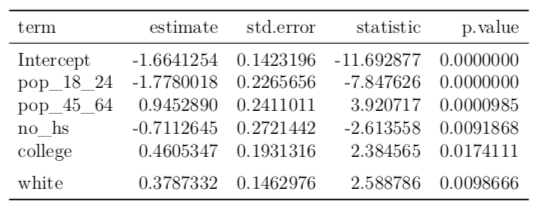 term estimate std.error statistic p.value
Intercept -1.6641254 0.1423196 -11.692877 0.0000000
pop_18_24 -1.7780018 0.2265656 -7.847626 0.0000000
pop_45_64 0.9452890 0.2411011 3.920717 0.0000985
no_hs -0.7112645 0.2721442 -2.613558 0.0091868
college 0.4605347 0.1931316 2.384565 0.0174111
white 0.3787332 0.1462976 2.588786 0.0098666